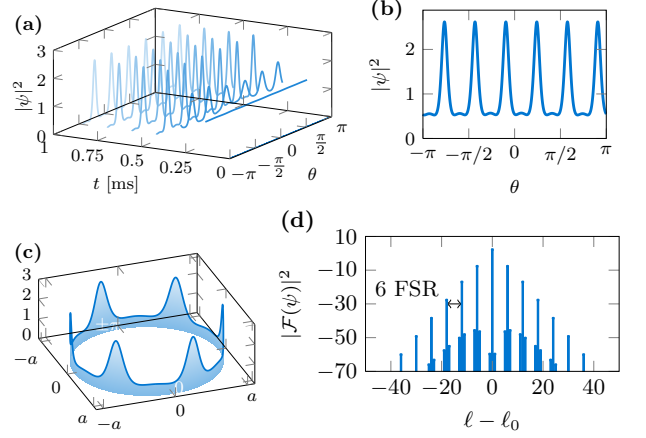 (a)
3
2
1
0
|ψ|²
1
0.75
0.5
0.25
0
t [ms]
−π
−π/2
0
π/2
π
θ
(b)
2
1
|ψ|²
−π
−π/2
0
π/2
π
θ
(c)
3
2
1
0
−a
0
a
−a
0
a
0
(d)
10
−10
−30
−50
−70
|F(ψ)|²
6 FSR
−40
−20
0
20
40
ℓ − ℓ₀